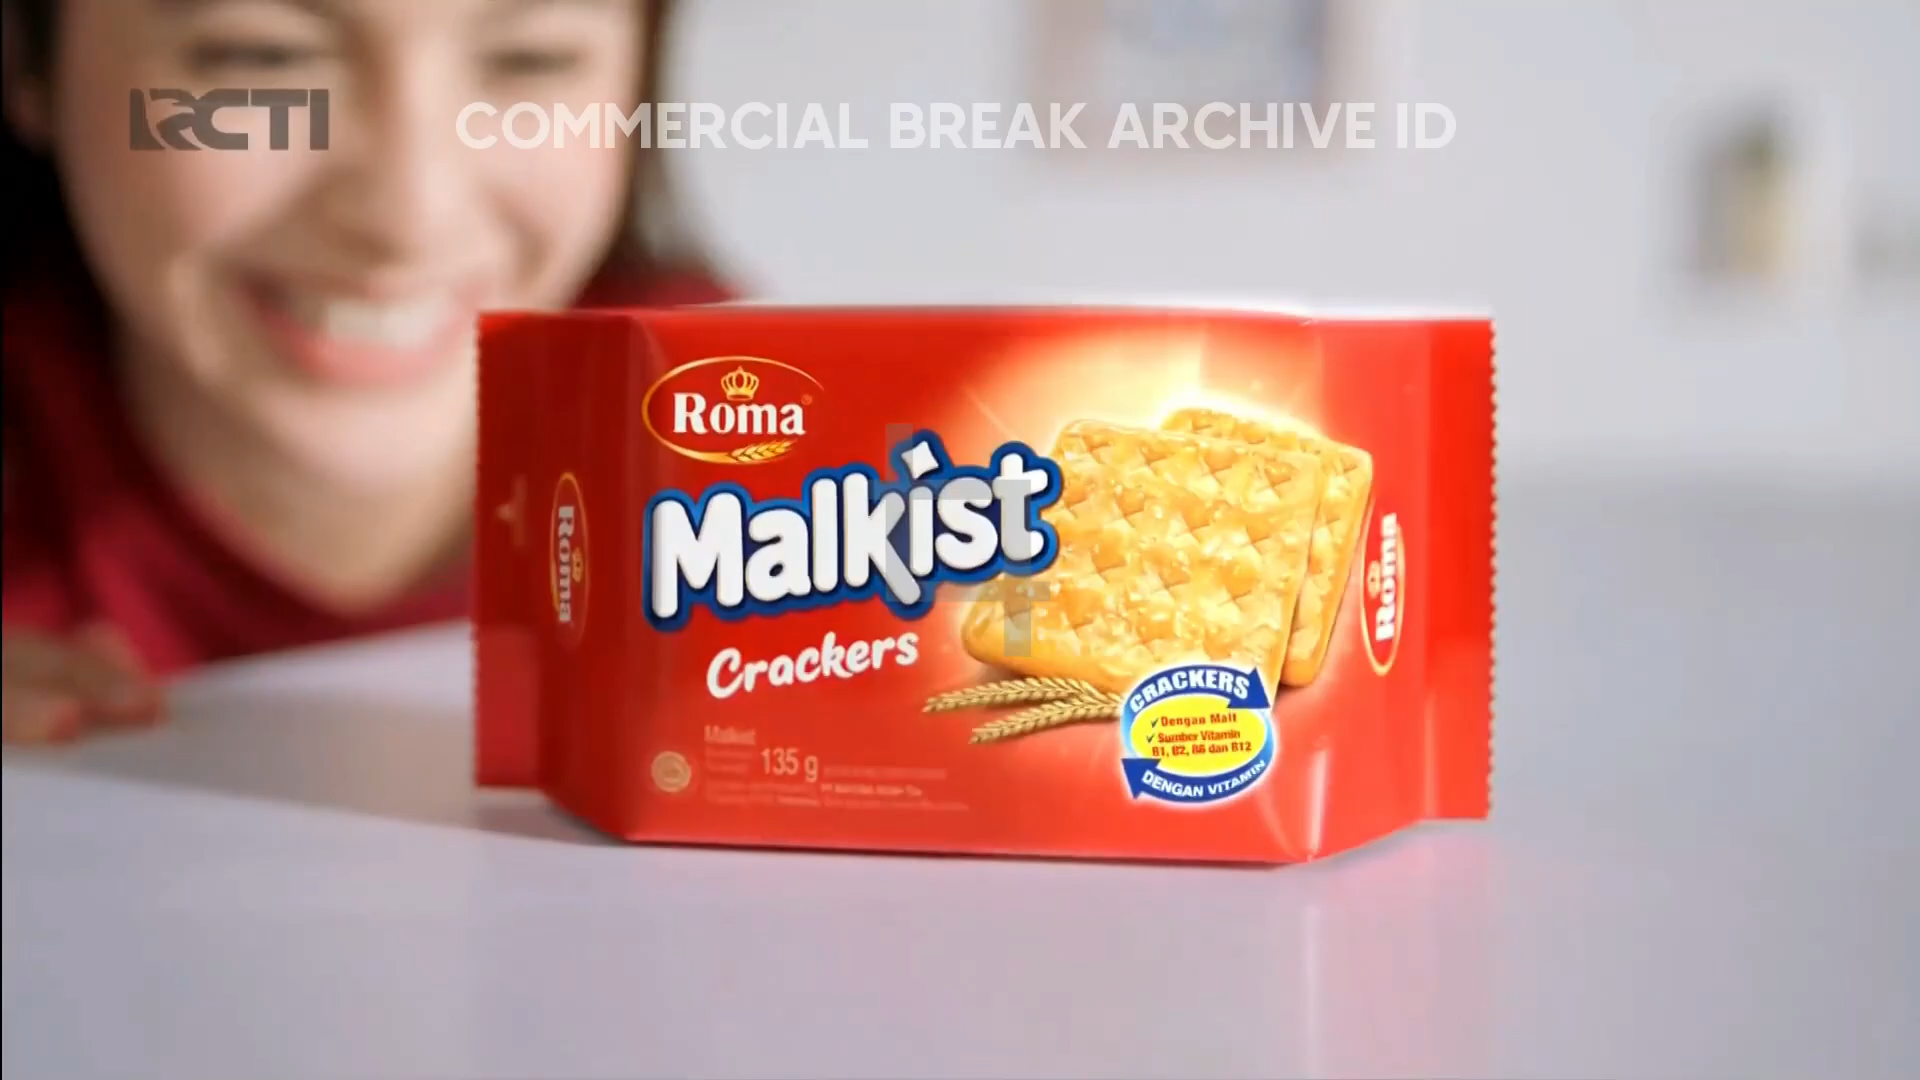 RCTI
COMMERCIAL BREAK ARCHIVE ID
Roma
Malkist
Crackers
Roma
Roma
CRACKERS
✓ Dengan Malt
✓ Sumber Vitamin
B1, B2, B6 dan B12
DENGAN VITAMIN
Malkist
135 g